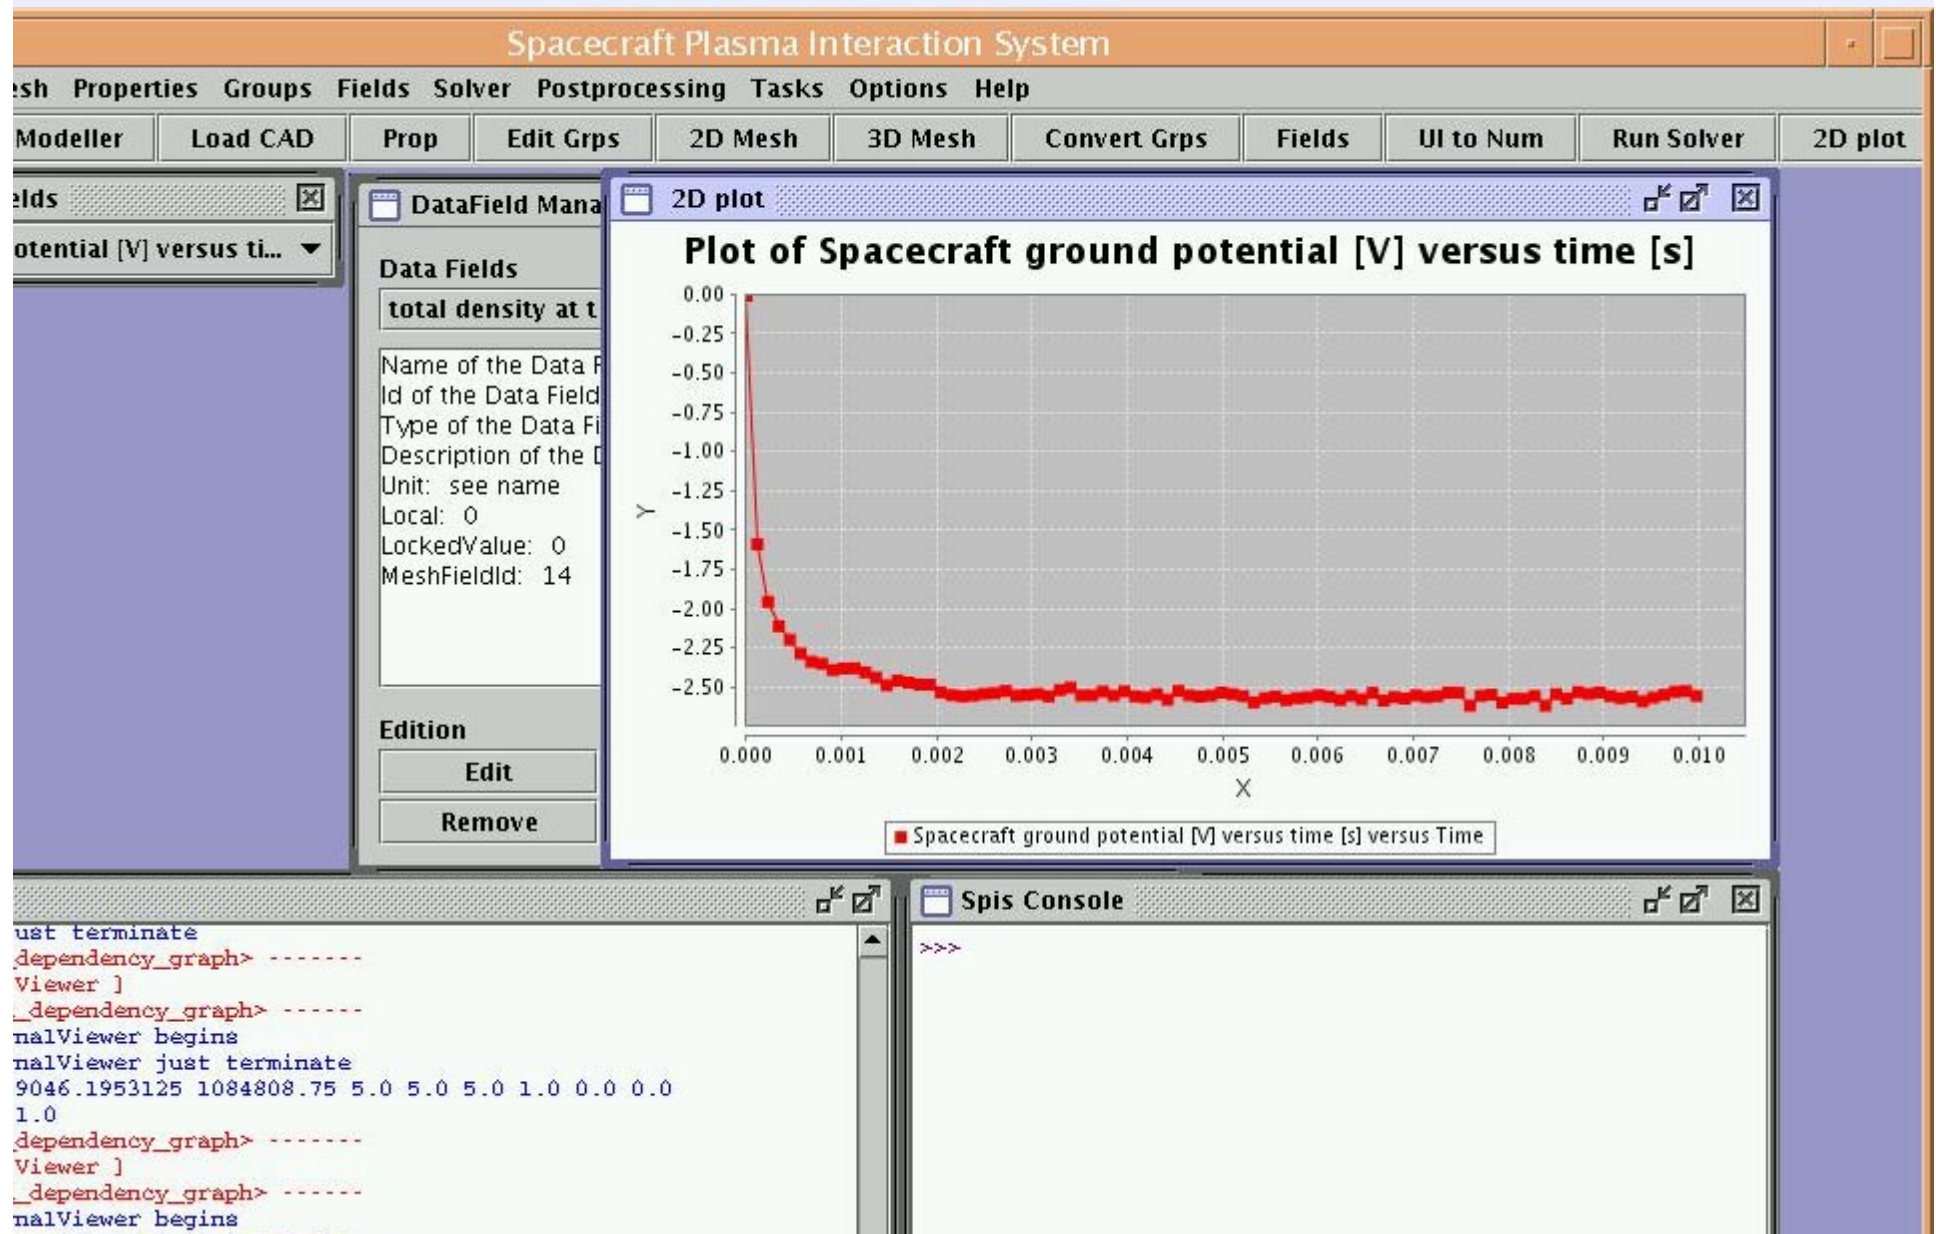 Spacecraft Plasma Interaction System
Properties Groups Fields Solver Postprocessing Tasks Options Help
Modeller Load CAD Prop Edit Grps 2D Mesh 3D Mesh Convert Grps Fields UI to Num Run Solver 2D plot
[V] versus ti...
DataField Mana
Data Fields
total density at t
Name of the Data F
Id of the Data Field
Type of the Data Fi
Description of the D
Unit: see name
Local: 0
LockedValue: 0
MeshFieldId: 14
Edition
Edit
Remove
2D plot
Plot of Spacecraft ground potential [V] versus time [s]
0.00
-0.25
-0.50
-0.75
-1.00
-1.25
-1.50
-1.75
-2.00
-2.25
-2.50
Y
0.000 0.001 0.002 0.003 0.004 0.005 0.006 0.007 0.008 0.009 0.010
X
Spacecraft ground potential [V] versus time [s] versus Time
ust terminate
_dependency_graph> -------
Viewer ]
_dependency_graph> ------
nalViewer begins
nalViewer just terminate
9046.1953125 1084808.75 5.0 5.0 5.0 1.0 0.0 0.0
1.0
_dependency_graph> -------
Viewer ]
_dependency_graph> ------
nalViewer begins
Spis Console
>>>